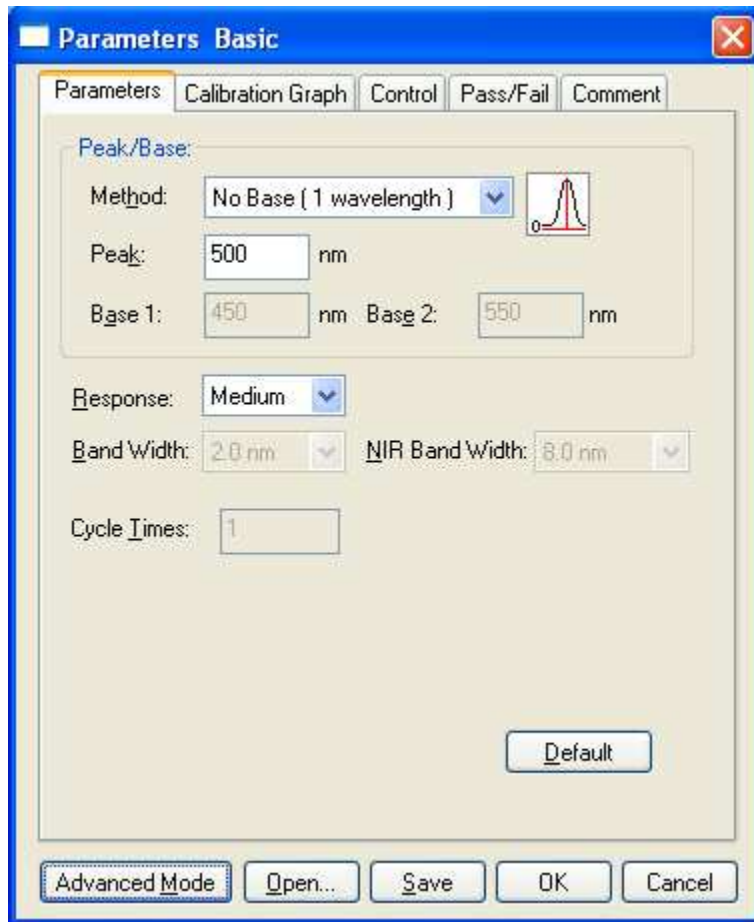 Parameters Basic
Parameters Calibration Graph Control Pass/Fail Comment
Peak/Base:
Method: No Base ( 1 wavelength )
0
Peak: 500 nm
Base 1: 450 nm Base 2: 550 nm
Response: Medium
Band Width: 2.0 nm NIR Band Width: 8.0 nm
Cycle Times: 1
Default
Advanced Mode Open... Save OK Cancel